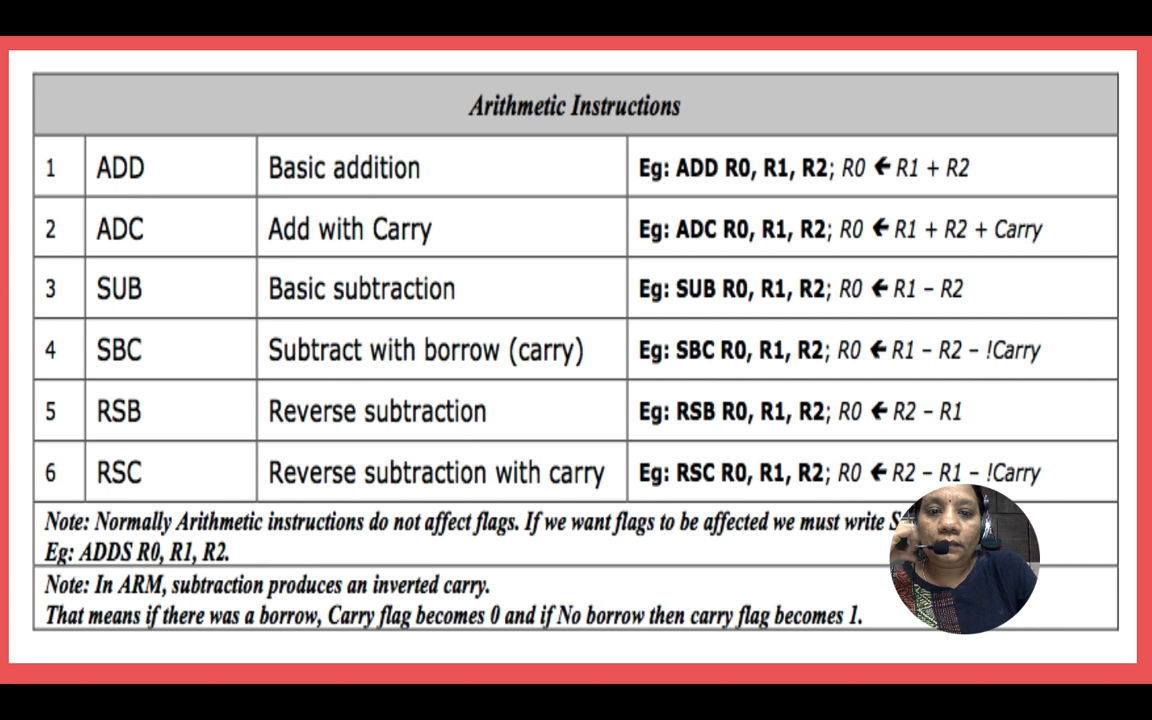 Arithmetic Instructions
1 ADD Basic addition Eg: ADD R0, R1, R2; R0 🡸 R1 + R2
2 ADC Add with Carry Eg: ADC R0, R1, R2; R0 🡸 R1 + R2 + Carry
3 SUB Basic subtraction Eg: SUB R0, R1, R2; R0 🡸 R1 – R2
4 SBC Subtract with borrow (carry) Eg: SBC R0, R1, R2; R0 🡸 R1 – R2 – !Carry
5 RSB Reverse subtraction Eg: RSB R0, R1, R2; R0 🡸 R2 – R1
6 RSC Reverse subtraction with carry Eg: RSC R0, R1, R2; R0 🡸 R2 – R1 – !Carry
Note: Normally Arithmetic instructions do not affect flags. If we want flags to be affected we must write
Eg: ADDS R0, R1, R2.
Note: In ARM, subtraction produces an inverted carry.
That means if there was a borrow, Carry flag becomes 0 and if No borrow then carry flag becomes 1.